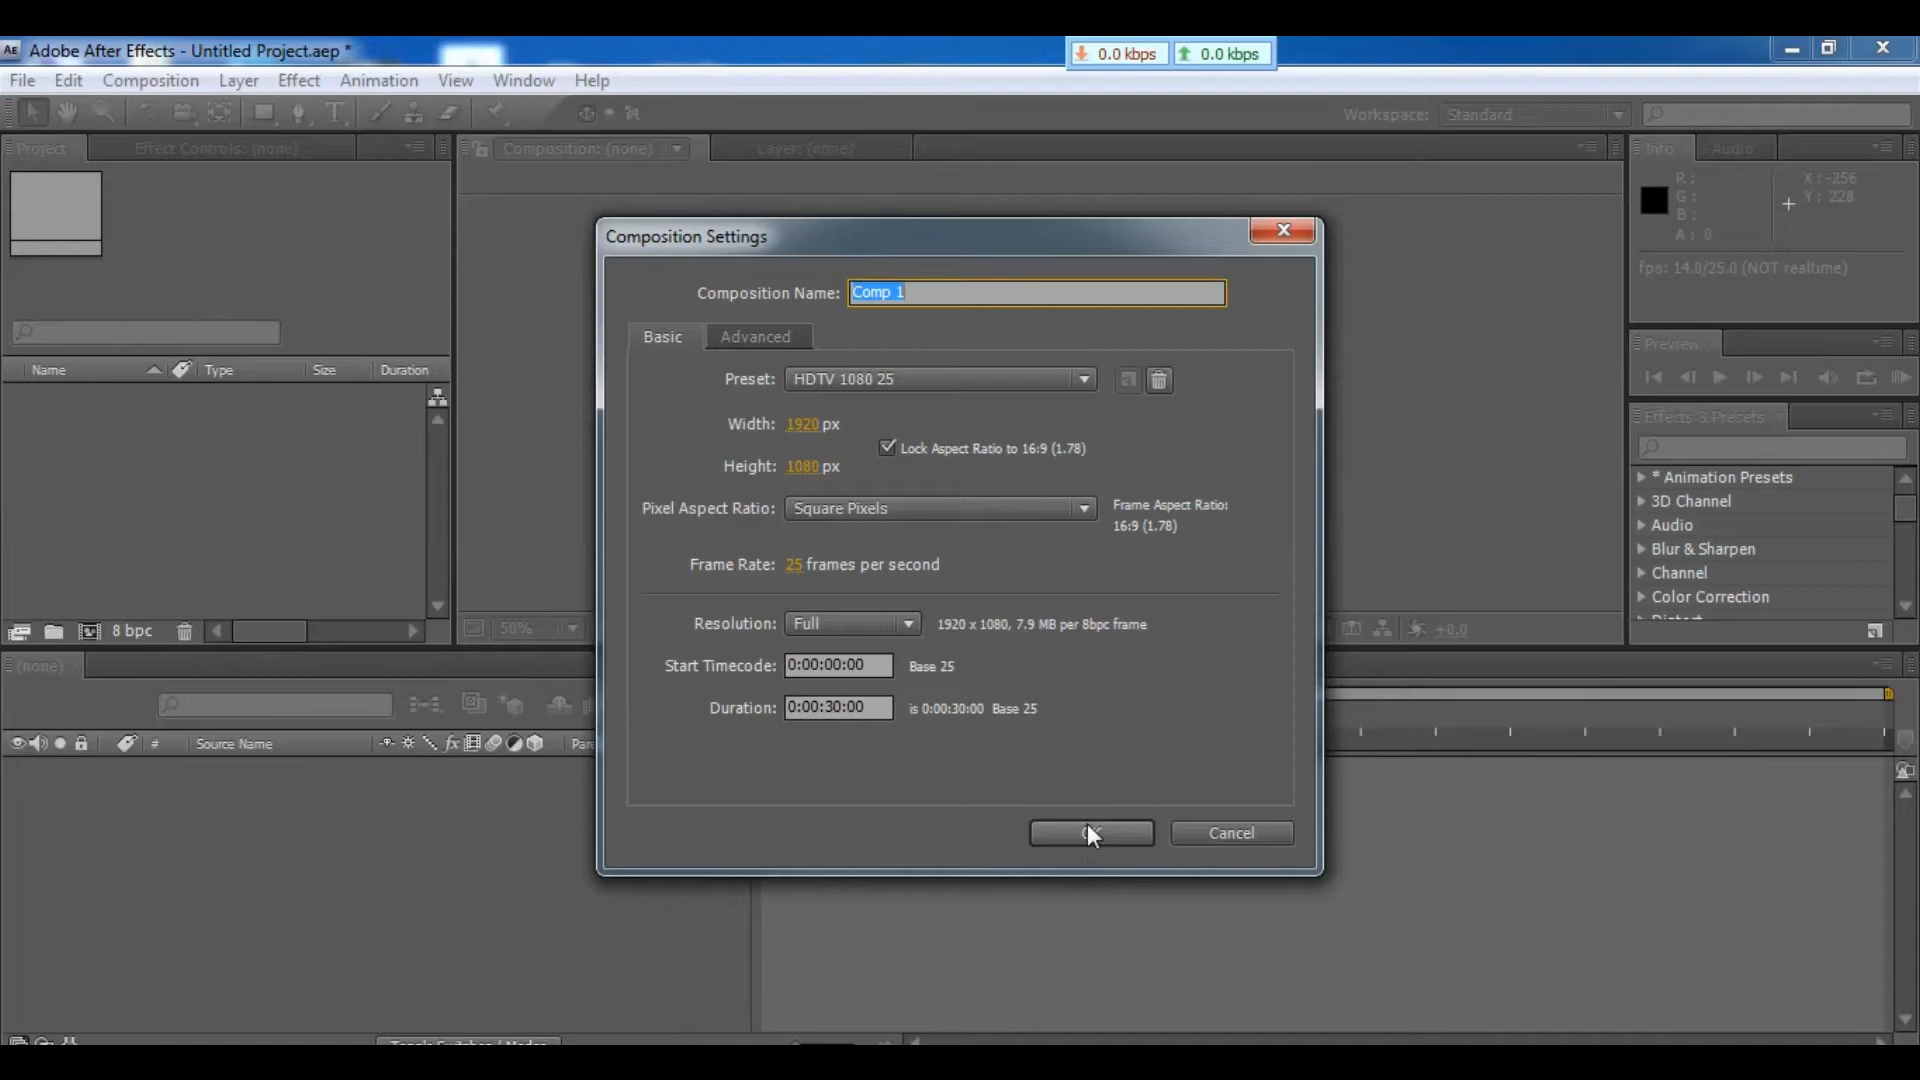 AE Adobe After Effects - Untitled Project.aep *
0.0 kbps 0.0 kbps
File Edit Composition Layer Effect Animation View Window Help
Workspace: Standard
Project Effect Controls: (none) Composition: (none) Layer: (none) Info Audio
R: X: -256
G: Y: 228
B:
A: 0
fps: 14.0/25.0 (NOT realtime)
Composition Settings
Composition Name: Comp 1
Basic Advanced
Preset: HDTV 1080 25
Width: 1920 px
Lock Aspect Ratio to 16:9 (1.78)
Height: 1080 px
Pixel Aspect Ratio: Square Pixels
Frame Aspect Ratio:
16:9 (1.78)
Frame Rate: 25 frames per second
Resolution: Full 1920 x 1080, 7.9 MB per 8bpc frame
Start Timecode: 0:00:00:00 Base 25
Duration: 0:00:30:00 is 0:00:30:00 Base 25
Cancel
Name Type Size Duration
8 bpc
50%
+0.0
Preview
Effects & Presets
* Animation Presets
3D Channel
Audio
Blur & Sharpen
Channel
Color Correction
Distort
(none)
# Source Name fx